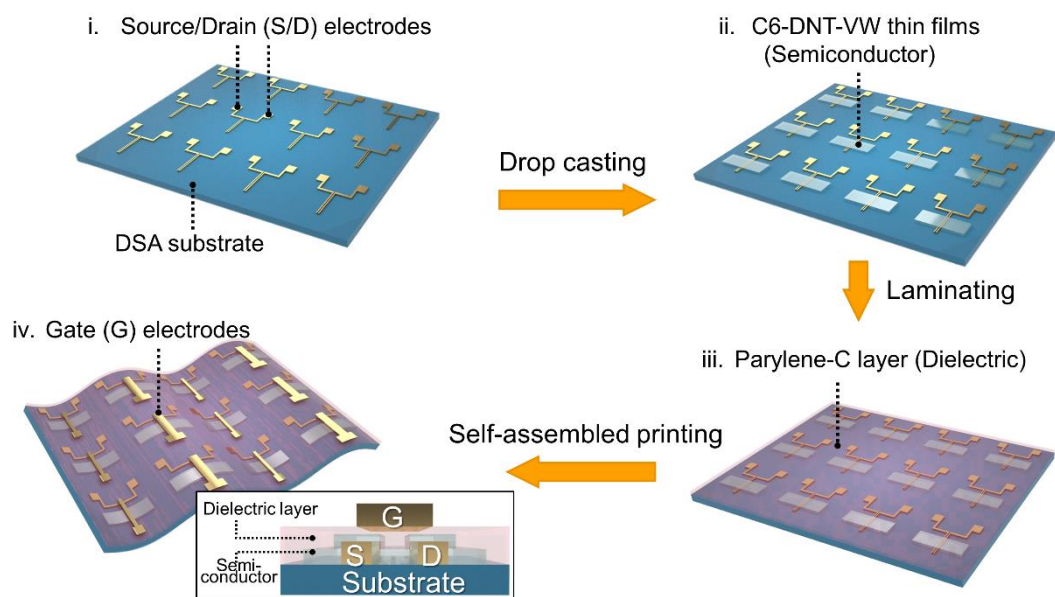 i. Source/Drain (S/D) electrodes
DSA substrate
Drop casting
ii. C6-DNT-VW thin films
(Semiconductor)
Laminating
iii. Parylene-C layer (Dielectric)
Self-assembled printing
iv. Gate (G) electrodes
Dielectric layer
Semi-
conductor
G
S D
Substrate